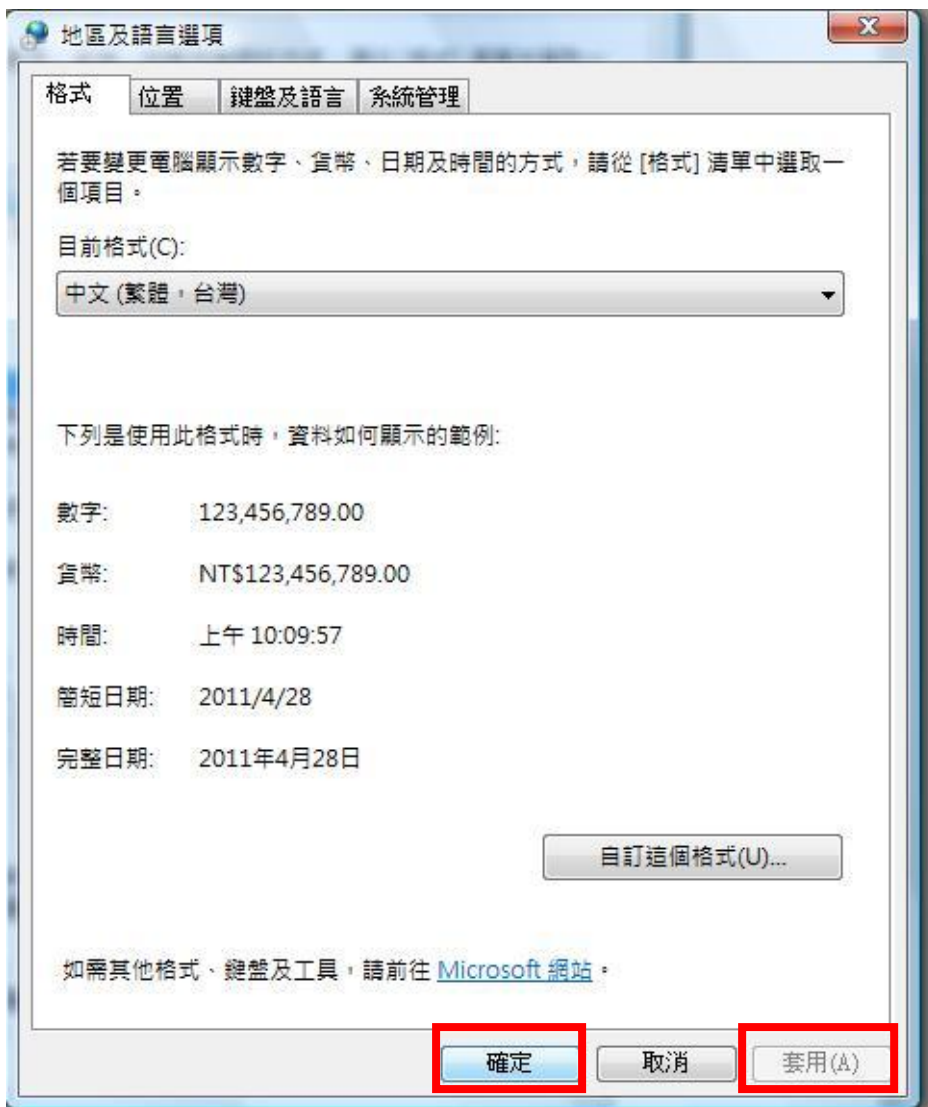 地區及語言選項
格式 位置 鍵盤及語言 系統管理
若要變更電腦顯示數字、貨幣、日期及時間的方式，請從 [格式] 清單中選取一
個項目。
目前格式(C):
中文 (繁體，台灣)
下列是使用此格式時，資料如何顯示的範例:
數字: 123,456,789.00
貨幣: NT$123,456,789.00
時間: 上午 10:09:57
簡短日期: 2011/4/28
完整日期: 2011年4月28日
自訂這個格式(U)...
如需其他格式、鍵盤及工具，請前往 Microsoft 網站。
確定 取消 套用(A)